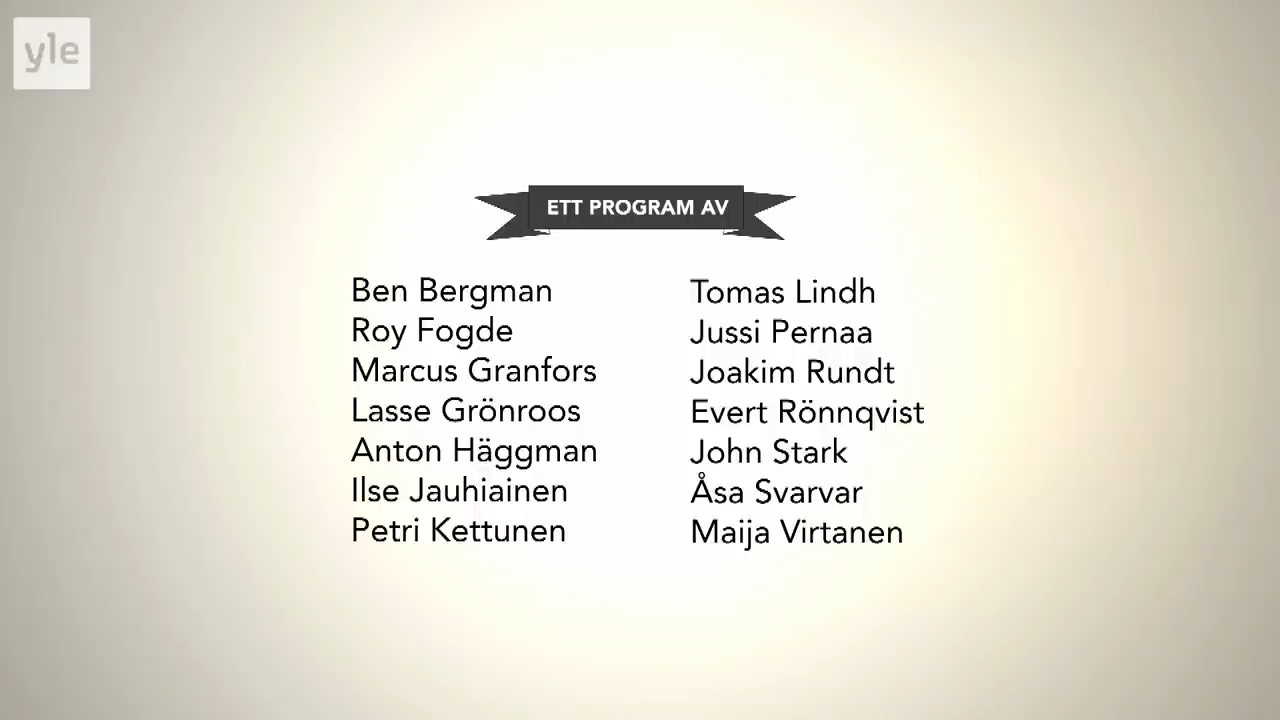 yle
ETT PROGRAM AV
Ben Bergman
Roy Fogde
Marcus Granfors
Lasse Grönroos
Anton Häggman
Ilse Jauhiainen
Petri Kettunen
Tomas Lindh
Jussi Pernaa
Joakim Rundt
Evert Rönnqvist
John Stark
Åsa Svarvar
Maija Virtanen